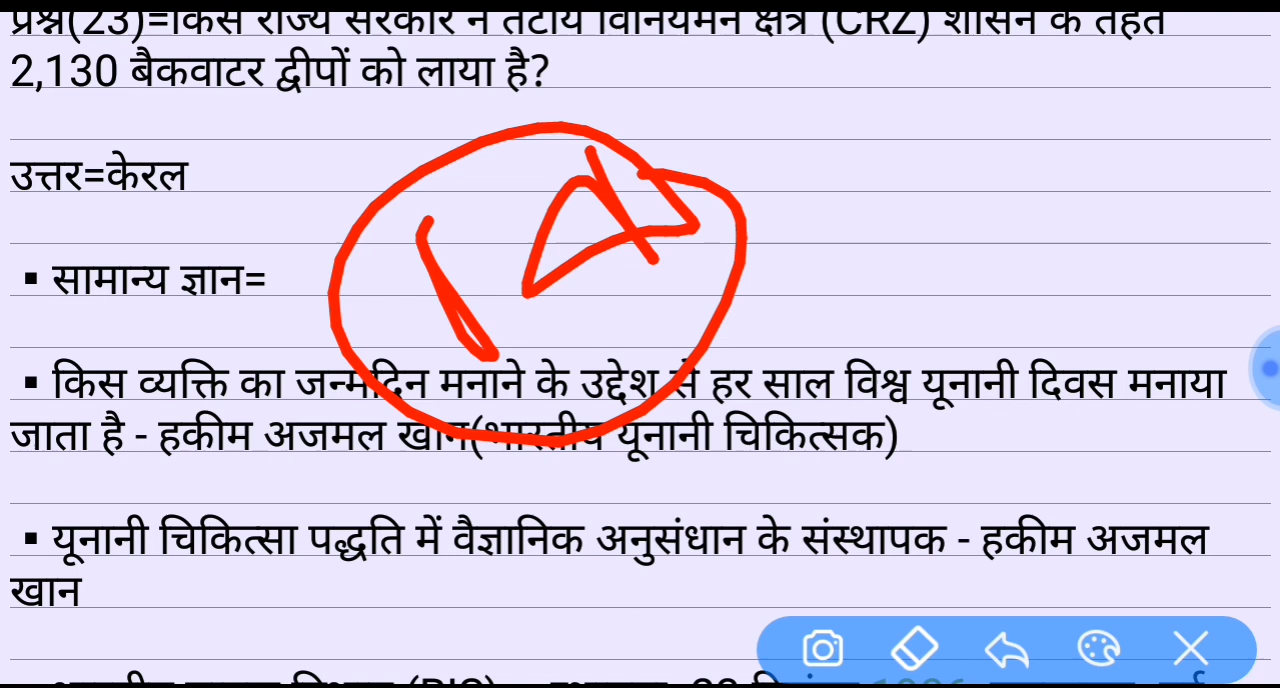 प्रश्न(23)=किस राज्य सरकार ने तटीय विनियमन क्षेत्र (CRZ) शासन के तहत
2,130 बैकवाटर द्वीपों को लाया है?
उत्तर=केरल
▪ सामान्य ज्ञान=
▪ किस व्यक्ति का जन्मदिन मनाने के उद्देश्य से हर साल विश्व यूनानी दिवस मनाया
जाता है - हकीम अजमल खान(भारतीय यूनानी चिकित्सक)
▪ यूनानी चिकित्सा पद्धति में वैज्ञानिक अनुसंधान के संस्थापक - हकीम अजमल
खान